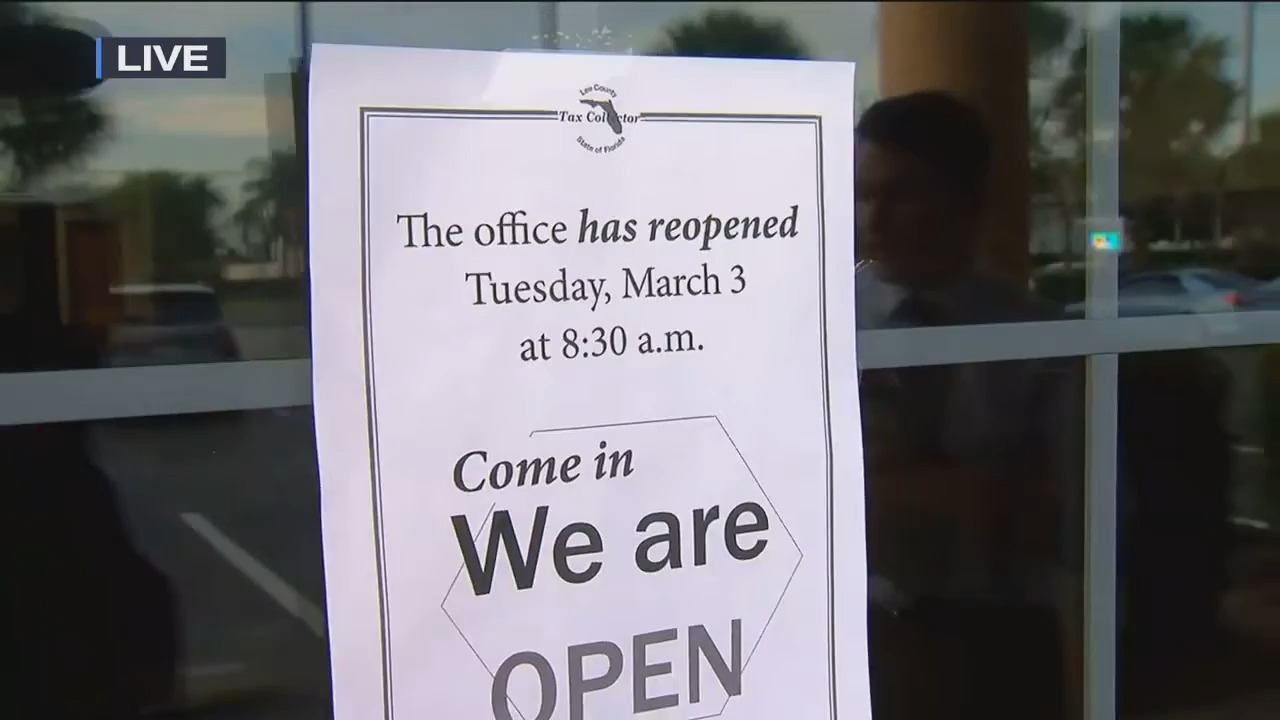 LIVE
Lee County
Tax Collector
State of Florida
The office has reopened
Tuesday, March 3
at 8:30 a.m.
Come in
We are
OPEN